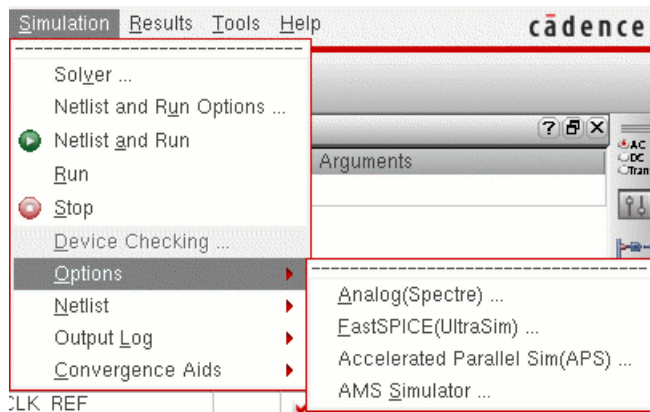 Simulation Results Tools Help
cādence
Solver ...
Netlist and Run Options ...
Netlist and Run
Run
Stop
Device Checking ...
Options
Netlist
Output Log
Convergence Aids
Arguments
AC
DC
Tran
Analog(Spectre) ...
FastSPICE(UltraSim) ...
Accelerated Parallel Sim(APS) ...
AMS Simulator ...
CLK REF